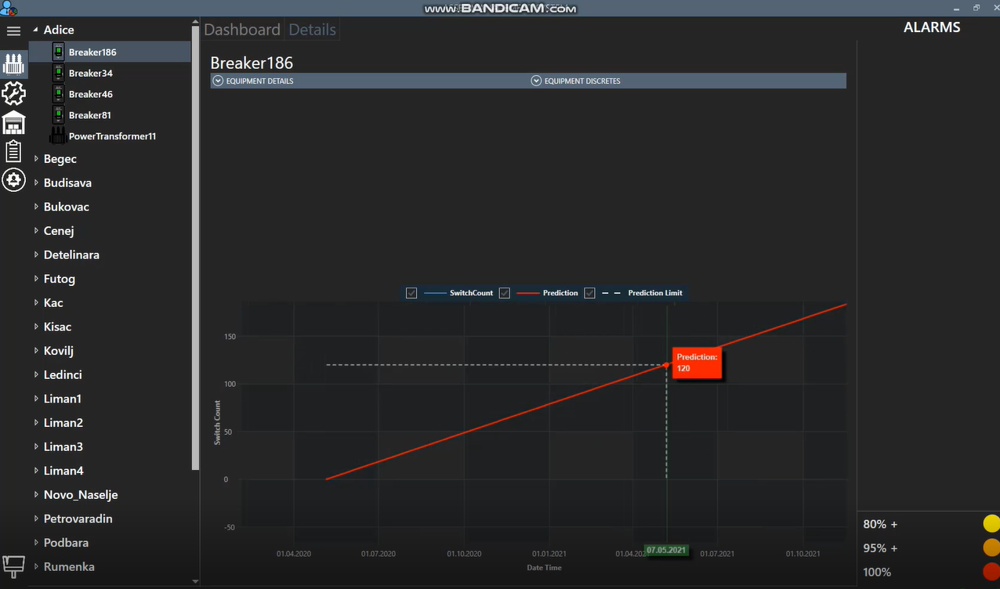 www.BANDICAM.com
Adice
Breaker186
Breaker34
Breaker46
Breaker81
PowerTransformer11
Begec
Budisava
Bukovac
Cenej
Detelinara
Futog
Kac
Kisac
Kovilj
Ledinci
Liman1
Liman2
Liman3
Liman4
Novo_Naselje
Petrovaradin
Podbara
Rumenka
Dashboard Details
Breaker186
EQUIPMENT DETAILS EQUIPMENT DISCRETES
SwitchCount Prediction Prediction Limit
150
100
50
0
-50
Switch Count
Prediction:
120
01.04.2020 01.07.2020 01.10.2020 01.01.2021 01.04.202 07.05.2021 01.07.2021 01.10.2021
Date Time
ALARMS
80% +
95% +
100%